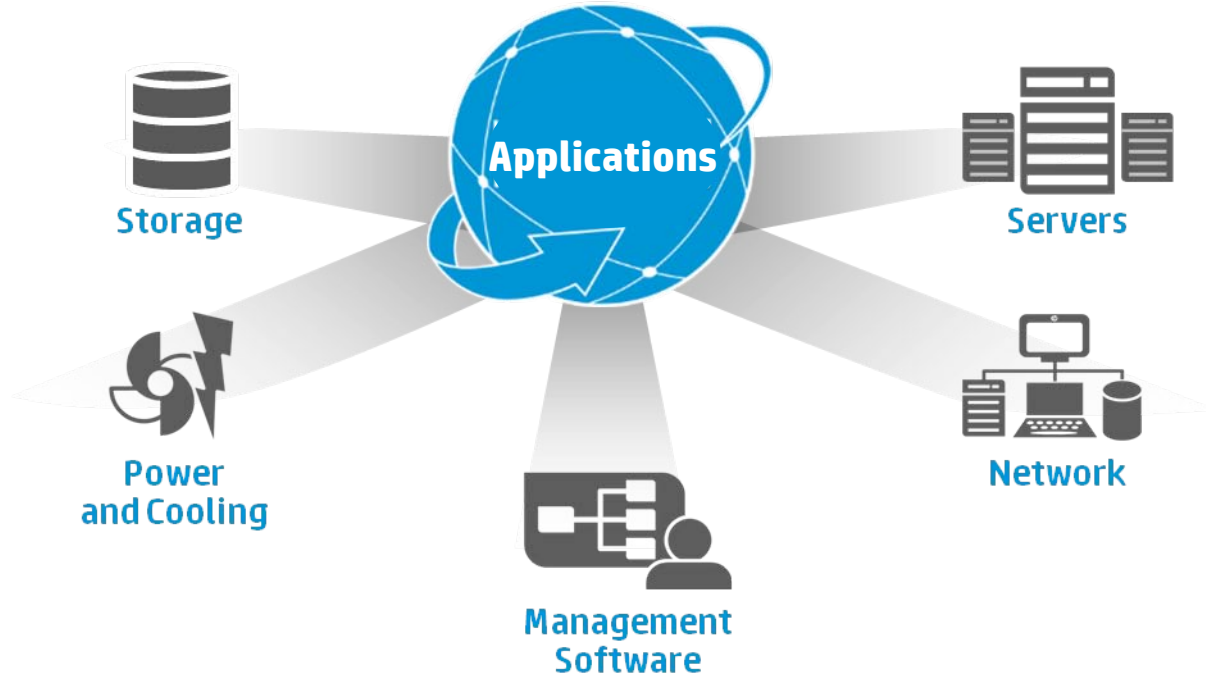 Applications
Storage
Servers
Power
and Cooling
Network
Management
Software